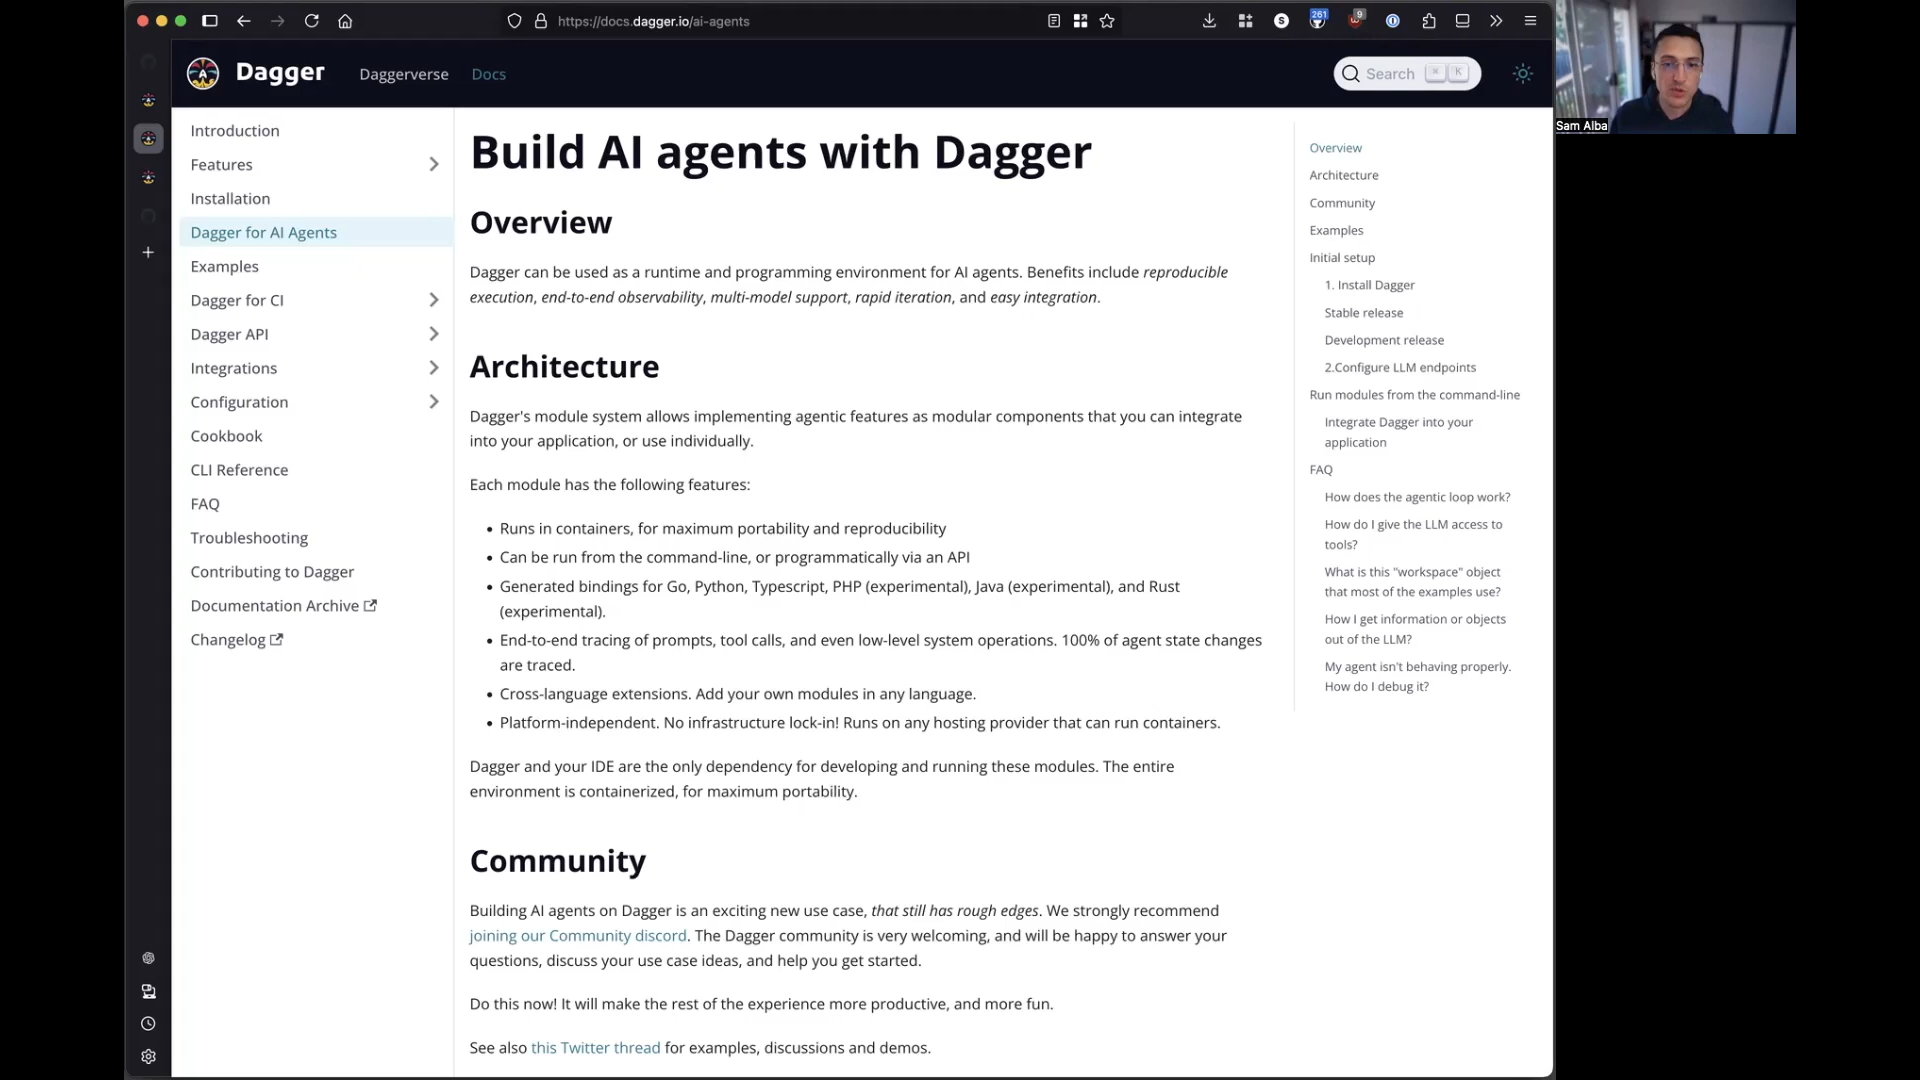 https://docs.dagger.io/ai-agents
261
9
S
Dagger
Daggerverse
Docs
Search
K
Sam Alba
Introduction
Features
Installation
Dagger for AI Agents
Examples
Dagger for CI
Dagger API
Integrations
Configuration
Cookbook
CLI Reference
FAQ
Troubleshooting
Contributing to Dagger
Documentation Archive
Changelog
Build AI agents with Dagger
Overview
Dagger can be used as a runtime and programming environment for AI agents. Benefits include reproducible
execution, end-to-end observability, multi-model support, rapid iteration, and easy integration.
Architecture
Dagger's module system allows implementing agentic features as modular components that you can integrate
into your application, or use individually.
Each module has the following features:
• Runs in containers, for maximum portability and reproducibility
• Can be run from the command-line, or programmatically via an API
• Generated bindings for Go, Python, Typescript, PHP (experimental), Java (experimental), and Rust
(experimental).
• End-to-end tracing of prompts, tool calls, and even low-level system operations. 100% of agent state changes
are traced.
• Cross-language extensions. Add your own modules in any language.
• Platform-independent. No infrastructure lock-in! Runs on any hosting provider that can run containers.
Dagger and your IDE are the only dependency for developing and running these modules. The entire
environment is containerized, for maximum portability.
Community
Building AI agents on Dagger is an exciting new use case, that still has rough edges. We strongly recommend
joining our Community discord. The Dagger community is very welcoming, and will be happy to answer your
questions, discuss your use case ideas, and help you get started.
Do this now! It will make the rest of the experience more productive, and more fun.
See also this Twitter thread for examples, discussions and demos.
Overview
Architecture
Community
Examples
Initial setup
1. Install Dagger
Stable release
Development release
2.Configure LLM endpoints
Run modules from the command-line
Integrate Dagger into your
application
FAQ
How does the agentic loop work?
How do I give the LLM access to
tools?
What is this "workspace" object
that most of the examples use?
How I get information or objects
out of the LLM?
My agent isn't behaving properly.
How do I debug it?